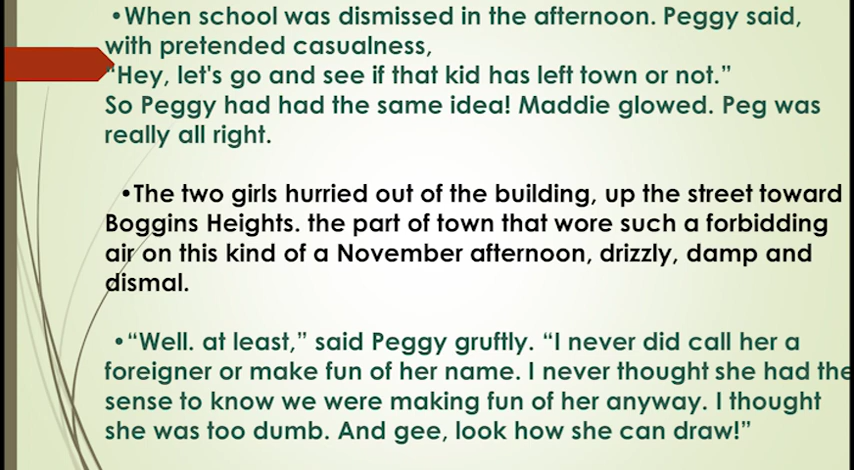 •When school was dismissed in the afternoon. Peggy said,
with pretended casualness,
"Hey, let's go and see if that kid has left town or not."
So Peggy had had the same idea! Maddie glowed. Peg was
really all right.
•The two girls hurried out of the building, up the street toward
Boggins Heights. the part of town that wore such a forbidding
air on this kind of a November afternoon, drizzly, damp and
dismal.
•“Well. at least,” said Peggy gruftly. “I never did call her a
foreigner or make fun of her name. I never thought she had the
sense to know we were making fun of her anyway. I thought
she was too dumb. And gee, look how she can draw!”